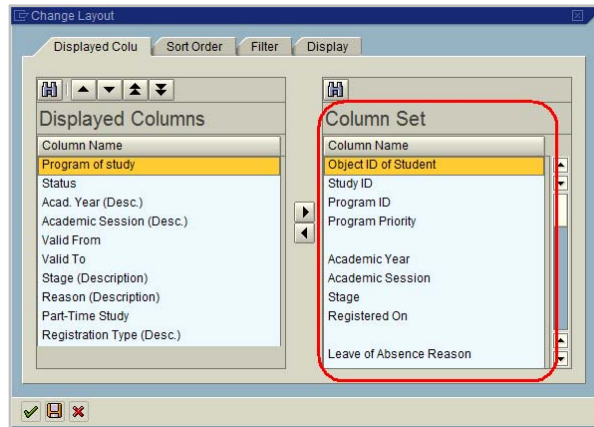 Change Layout
Displayed Colu
Sort Order
Filter
Display
Displayed Columns
Column Name
Program of study
Status
Acad. Year (Desc.)
Academic Session (Desc.)
Valid From
Valid To
Stage (Description)
Reason (Description)
Part-Time Study
Registration Type (Desc.)
Column Set
Column Name
Object ID of Student
Study ID
Program ID
Program Priority
Academic Year
Academic Session
Stage
Registered On
Leave of Absence Reason